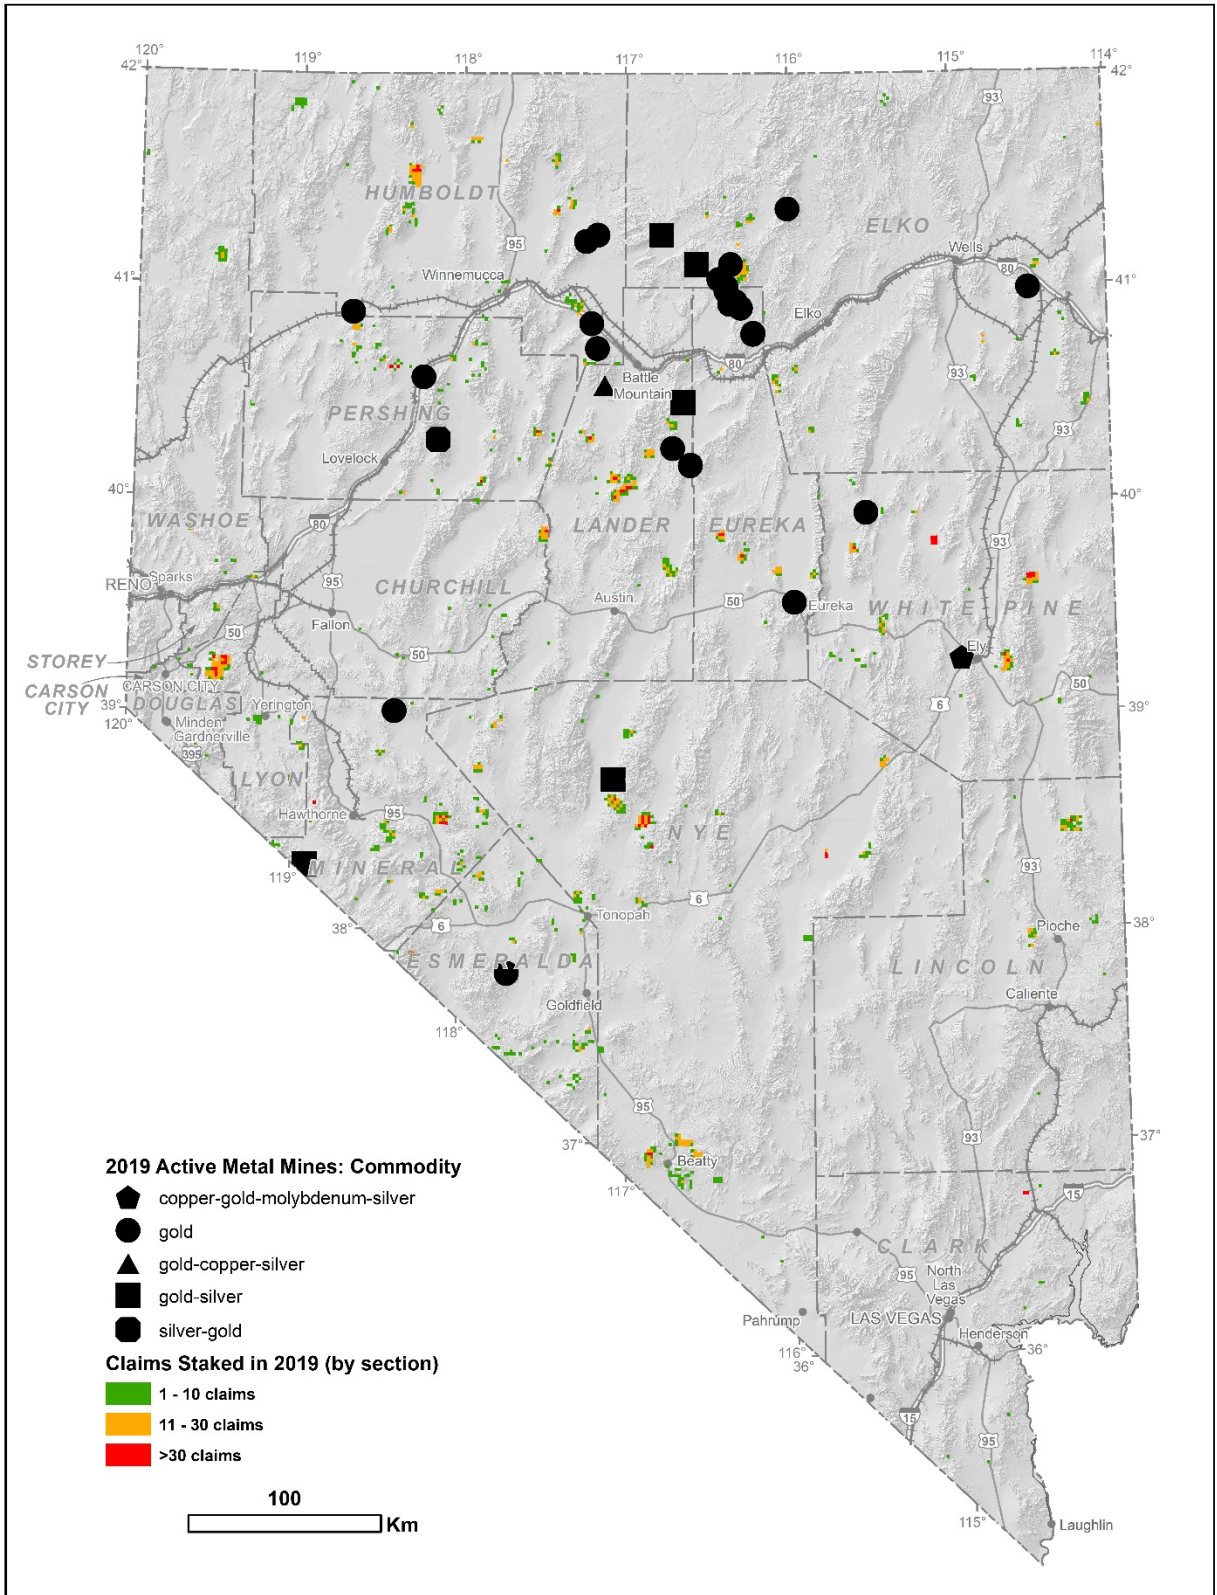 120°
119°
118°
117°
116°
115°
114°
42°
42°
93
HUMBOLDT
ELKO
95
Wells
80
Winnemucca
41°
41°
Elko
80
93
Battle
Mountain
PERSHING
93
Lovelock
40°
40°
WASHOE
80
LANDER
EUREKA
93
RENO
Sparks
95
CHURCHILL
Austin
50
Eureka
WHITE PINE
Fallon
50
50
Ely
STOREY
CARSON
CITY
CARSON CITY
50
39°
120°
DOUGLAS
Yerington
6
39°
Minden
Gardnerville
395
LYON
Hawthorne
95
NYE
93
119°
MINERAL
6
Tonopah
38°
6
38°
Pioche
ESMERALDA
LINCOLN
Caliente
Goldfield
118°
95
93
37°
37°
Beatty
117°
15
CLARK
95
North
Las
Vegas
Pahrump
LAS VEGAS
Henderson
116°
36°
36°
15
95
115°
Laughlin
2019 Active Metal Mines: Commodity
copper-gold-molybdenum-silver
gold
gold-copper-silver
gold-silver
silver-gold
Claims Staked in 2019 (by section)
1 - 10 claims
11 - 30 claims
>30 claims
100
Km